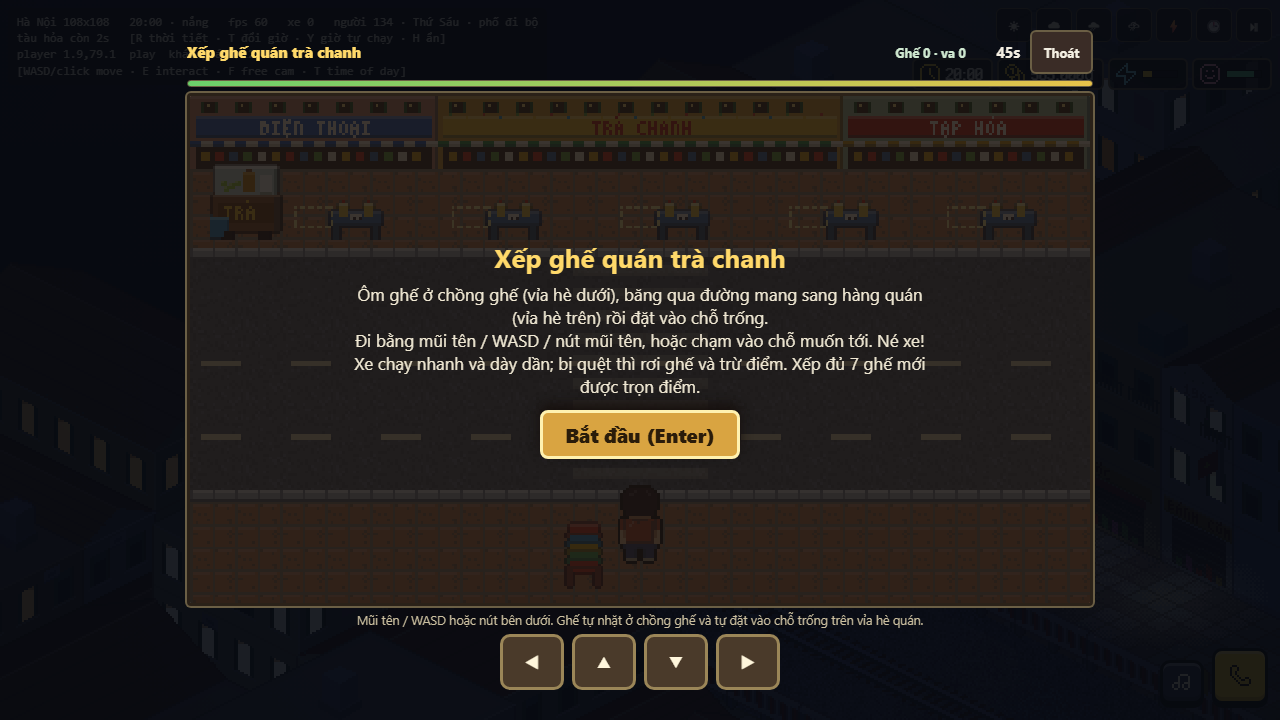 Hà Nội 108x108 20:00 · nắng fps 60 xe 0 người 134 · Thứ Sáu · phố đi bộ
tàu hỏa còn 2s [R thời tiết · T đổi giờ · Y giờ tự chạy · H ẩn]
player 1.9,79.1 play
[WASD/click move · E interact · F free cam · T time of day]
Xếp ghế quán trà chanh
Ghế 0 · va 0
45s
Thoát
20:00
ĐIỆN THOẠI
TRÀ CHANH
TẠP HÓA
TRÀ
Xếp ghế quán trà chanh
Ôm ghế ở chồng ghế (vỉa hè dưới), băng qua đường mang sang hàng quán
(vỉa hè trên) rồi đặt vào chỗ trống.
Đi bằng mũi tên / WASD / nút mũi tên, hoặc chạm vào chỗ muốn tới. Né xe!
Xe chạy nhanh và dày dần; bị quệt thì rơi ghế và trừ điểm. Xếp đủ 7 ghế mới
được trọn điểm.
Bắt đầu (Enter)
Mũi tên / WASD hoặc nút bên dưới. Ghế tự nhặt ở chồng ghế và tự đặt vào chỗ trống trên vỉa hè quán.